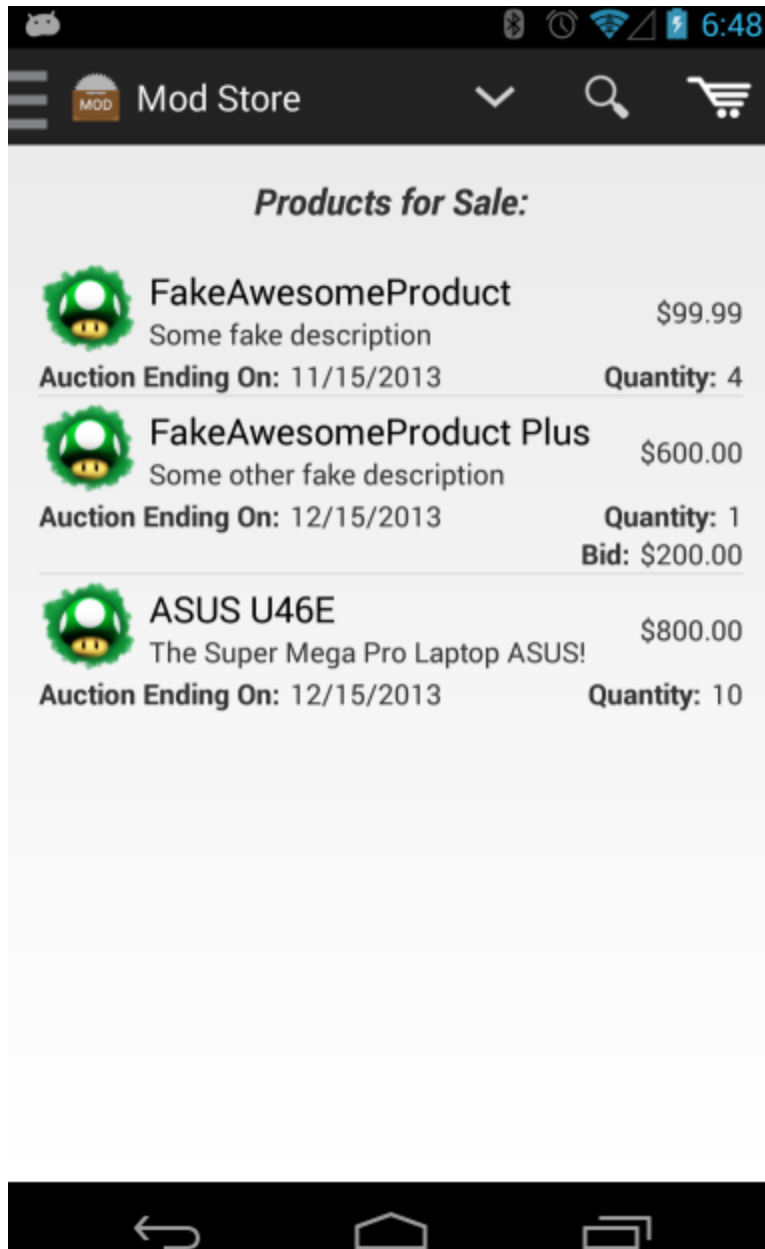 6:48
MOD
Mod Store
Products for Sale:
FakeAwesomeProduct
$99.99
Some fake description
Auction Ending On: 11/15/2013 Quantity: 4
FakeAwesomeProduct Plus
$600.00
Some other fake description
Auction Ending On: 12/15/2013 Quantity: 1
Bid: $200.00
ASUS U46E
$800.00
The Super Mega Pro Laptop ASUS!
Auction Ending On: 12/15/2013 Quantity: 10